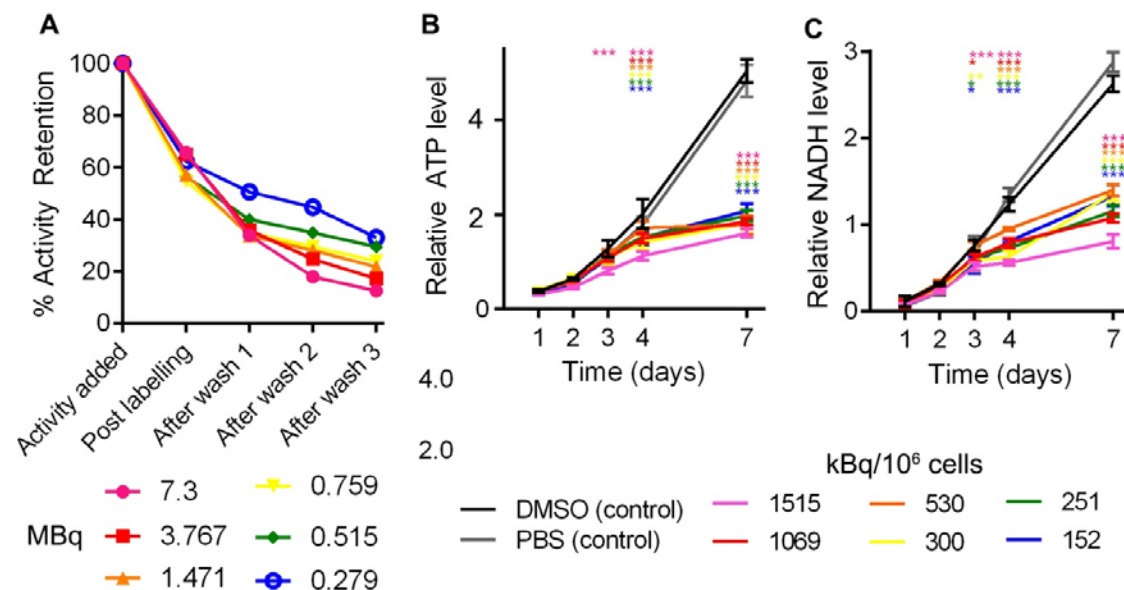 A
% Activity Retention
100
80
60
40
20
0
Activity added
Post labelling
After wash 1
After wash 2
After wash 3
MBq
7.3
3.767
1.471
0.759
0.515
0.279
B
Relative ATP level
4
2
0
*** ***
***
***
***
***
***
***
***
***
***
***
***
1 2 3 4 7
Time (days)
4.0
2.0
C
Relative NADH level
3
2
1
0
*** ***
* ***
***
** ***
* ***
* ***
***
***
***
***
***
***
1 2 3 4 7
Time (days)
kBq/10⁶ cells
DMSO (control)
PBS (control)
1515
1069
530
300
251
152